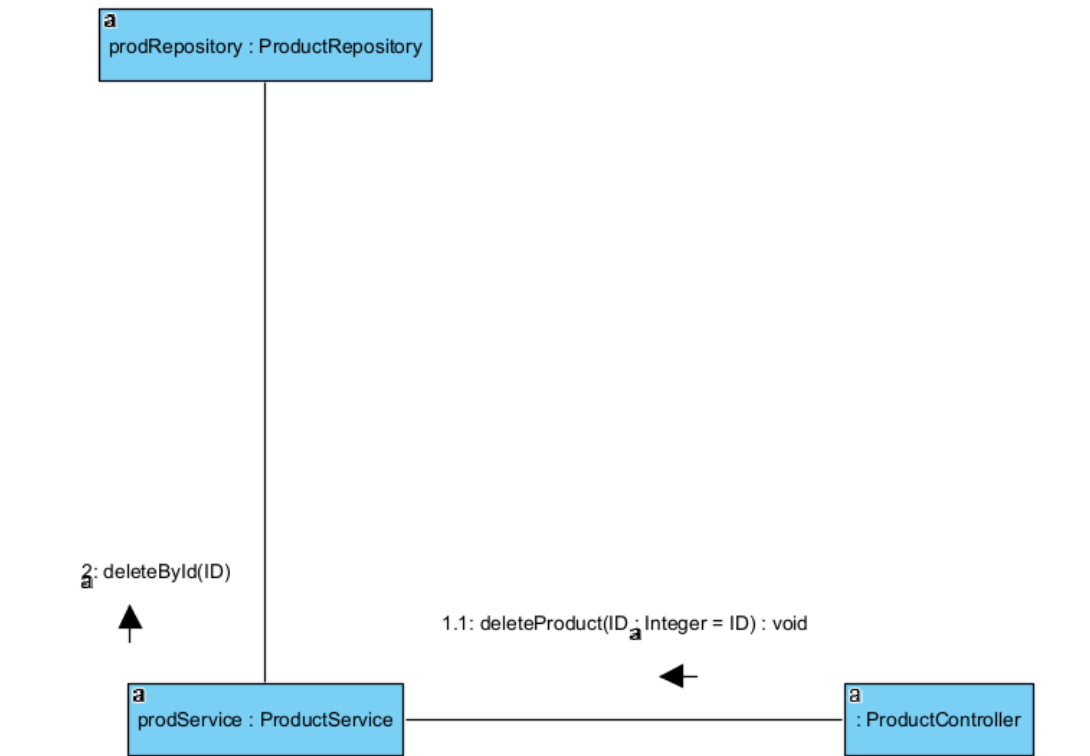 a
prodRepository : ProductRepository
2: deleteById(ID)
a
1.1: deleteProduct(ID : Integer = ID) : void
a
a
prodService : ProductService
a
: ProductController